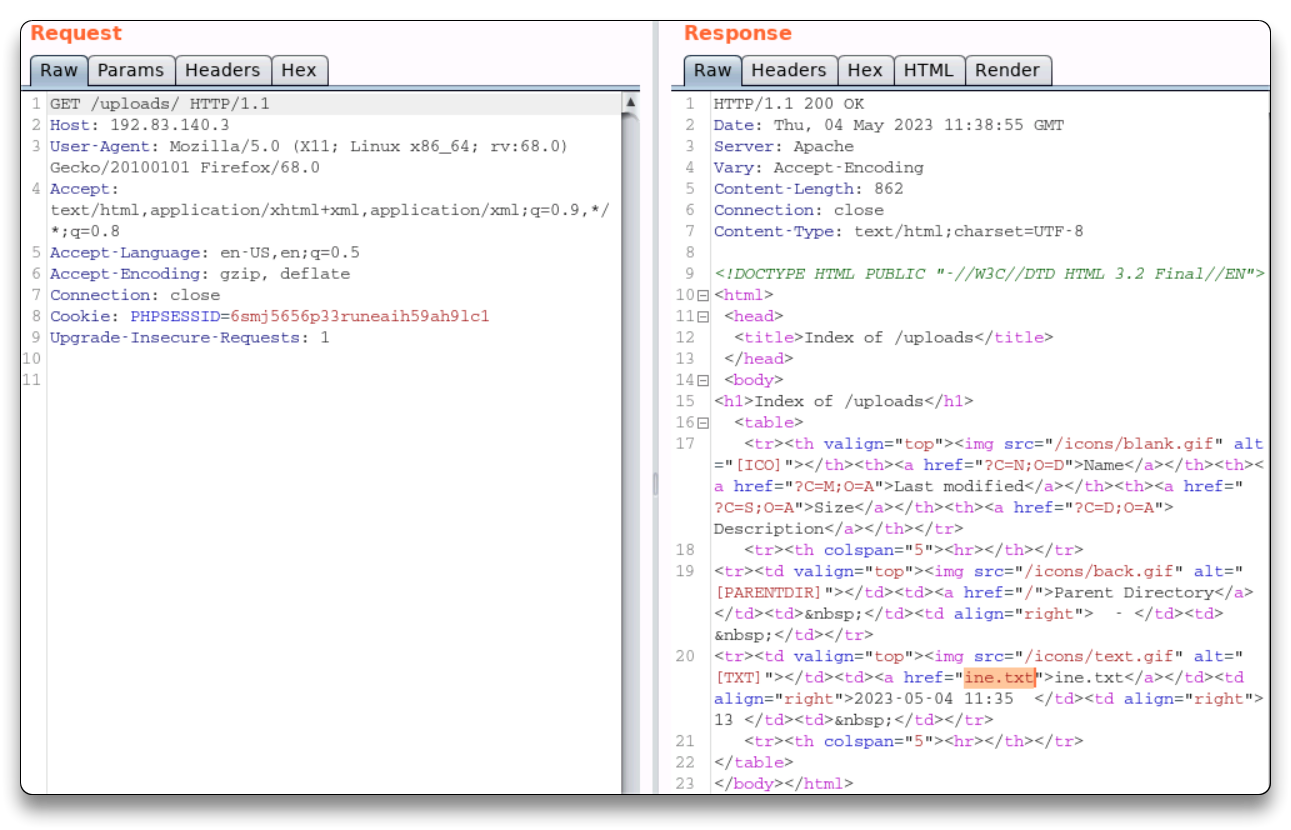 Request
Raw Params Headers Hex
1 GET /uploads/ HTTP/1.1
2 Host: 192.83.140.3
3 User-Agent: Mozilla/5.0 (X11; Linux x86_64; rv:68.0)
Gecko/20100101 Firefox/68.0
4 Accept:
text/html,application/xhtml+xml,application/xml;q=0.9,*/
*;q=0.8
5 Accept-Language: en-US,en;q=0.5
6 Accept-Encoding: gzip, deflate
7 Connection: close
8 Cookie: PHPSESSID=6smj5656p33runeaih59ah9lc1
9 Upgrade-Insecure-Requests: 1
10
11
Response
Raw Headers Hex HTML Render
1 HTTP/1.1 200 OK
2 Date: Thu, 04 May 2023 11:38:55 GMT
3 Server: Apache
4 Vary: Accept-Encoding
5 Content-Length: 862
6 Connection: close
7 Content-Type: text/html;charset=UTF-8
8
9 <!DOCTYPE HTML PUBLIC "-//W3C//DTD HTML 3.2 Final//EN">
10 <html>
11 <head>
12 <title>Index of /uploads</title>
13 </head>
14 <body>
15 <h1>Index of /uploads</h1>
16 <table>
17 <tr><th valign="top"><img src="/icons/blank.gif" alt
="[ICO]"></th><th><a href="?C=N;O=D">Name</a></th><th><
a href="?C=M;O=A">Last modified</a></th><th><a href="
?C=S;O=A">Size</a></th><th><a href="?C=D;O=A">
Description</a></th></tr>
18 <tr><th colspan="5"><hr></th></tr>
19 <tr><td valign="top"><img src="/icons/back.gif" alt="
[PARENTDIR]"></td><td><a href="/">Parent Directory</a>
</td><td>&nbsp;</td><td align="right"> - </td><td>
&nbsp;</td></tr>
20 <tr><td valign="top"><img src="/icons/text.gif" alt="
[TXT]"></td><td><a href="ine.txt">ine.txt</a></td><td
align="right">2023-05-04 11:35 </td><td align="right">
13 </td><td>&nbsp;</td></tr>
21 <tr><th colspan="5"><hr></th></tr>
22 </table>
23 </body></html>